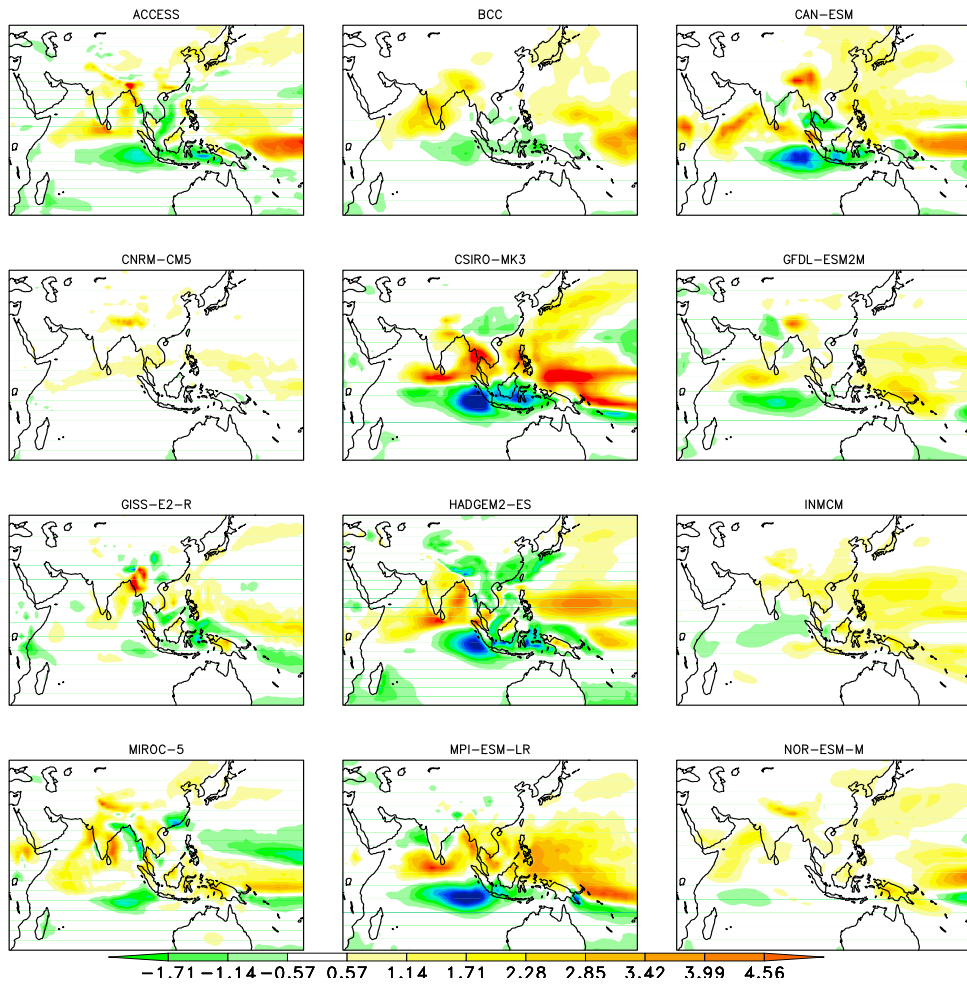 ACCESS BCC CAN-ESM
CNRM-CM5 CSIRO-MK3 GFDL-ESM2M
GISS-E2-R HADGEM2-ES INMCM
MIROC-5 MPI-ESM-LR NOR-ESM-M
-1.71 -1.14 -0.57 0.57 1.14 1.71 2.28 2.85 3.42 3.99 4.56